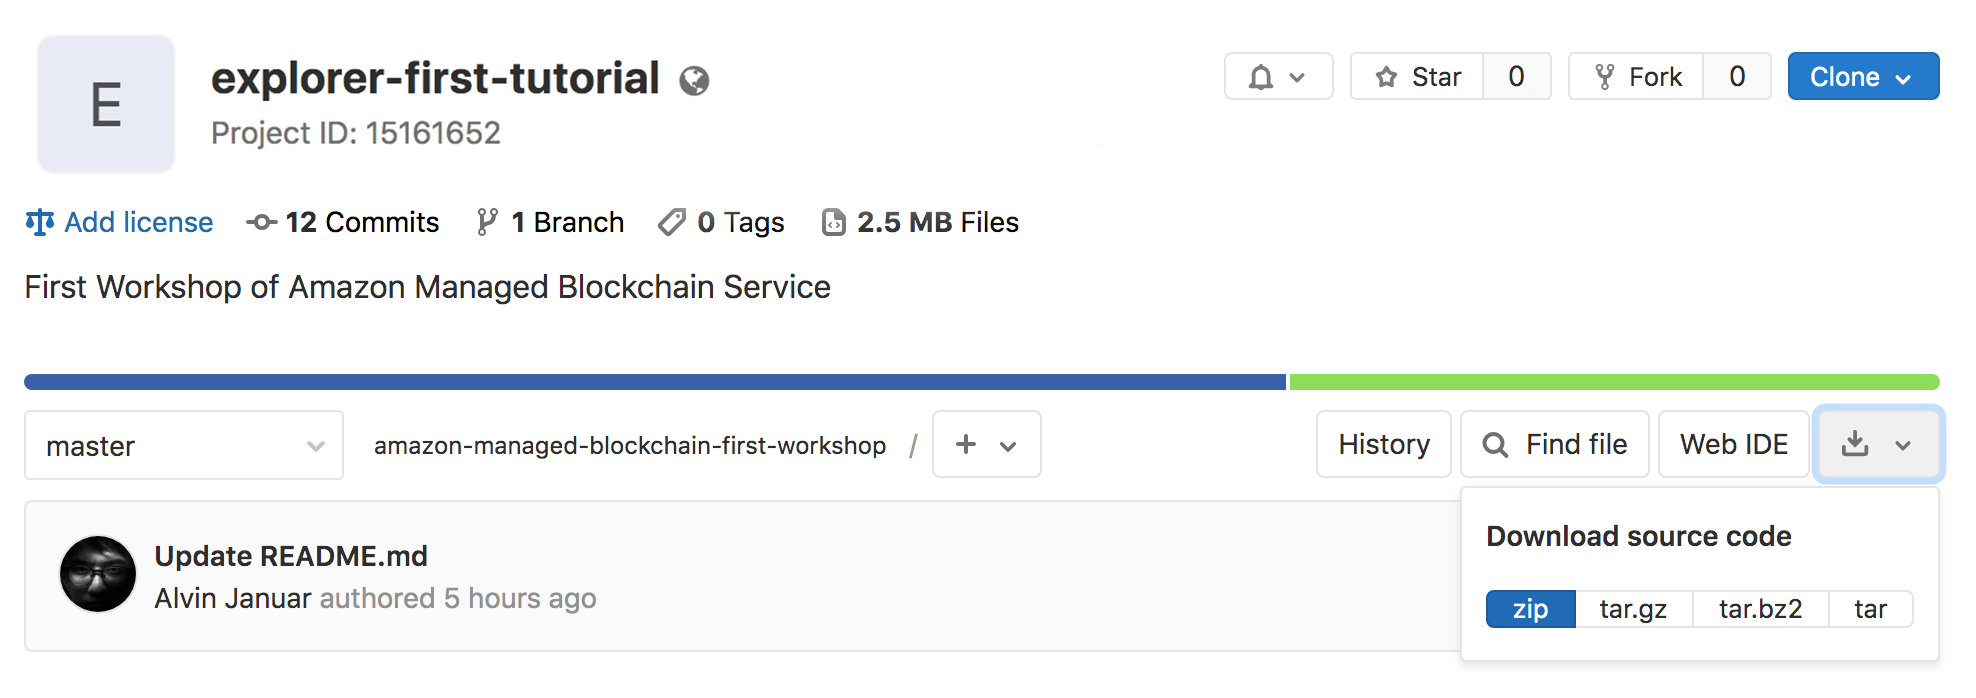 E
explorer-first-tutorial
Project ID: 15161652
Star 0
Fork 0
Clone
Add license 12 Commits 1 Branch 0 Tags 2.5 MB Files
First Workshop of Amazon Managed Blockchain Service
master amazon-managed-blockchain-first-workshop / + History Find file Web IDE
Update README.md
Alvin Januar authored 5 hours ago
Download source code
zip tar.gz tar.bz2 tar